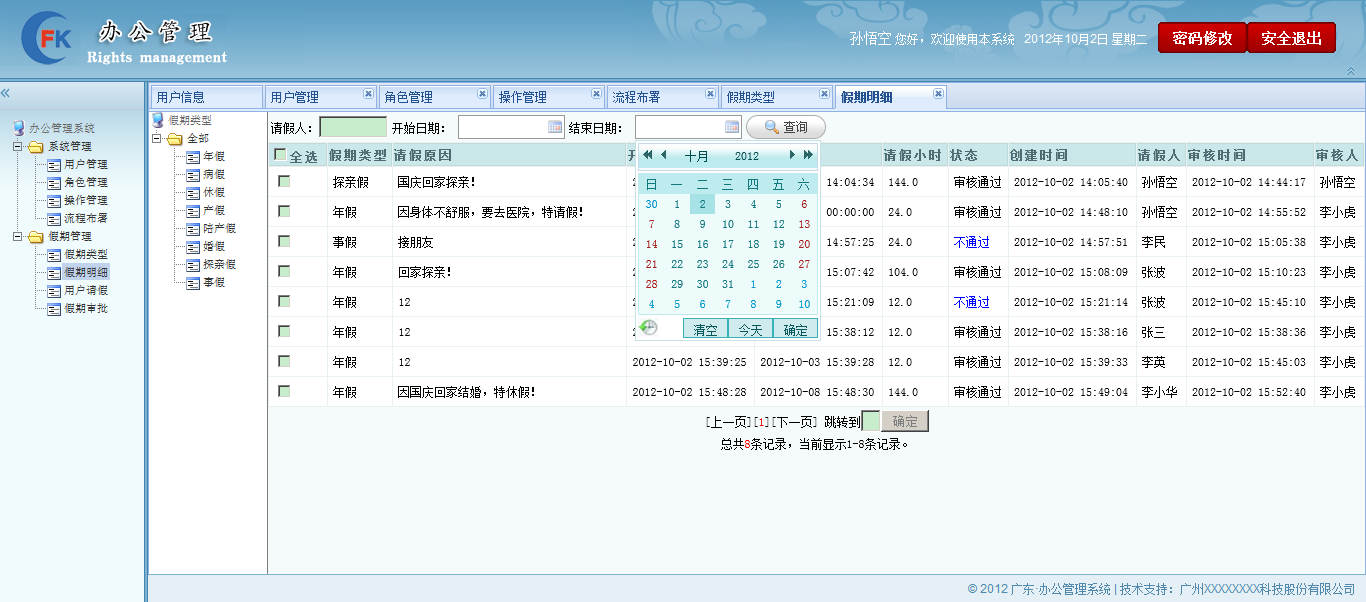 FK 办公管理
Rights management
孙悟空 您好，欢迎使用本系统 2012年10月2日 星期二 密码修改 安全退出
用户信息 用户管理 角色管理 操作管理 流程布署 假期类型 假期明细
办公管理系统
系统管理
用户管理
角色管理
操作管理
流程布署
假期管理
假期类型
假期明细
用户请假
假期审批
假期类型
全部
年假
病假
休假
产假
陪产假
婚假
探亲假
事假
请假人： 开始日期： 结束日期： 查询
全选 假期类型 请假原因 请假小时 状态 创建时间 请假人 审核时间 审核人
探亲假 国庆回家探亲! 14:04:34 144.0 审核通过 2012-10-02 14:05:40 孙悟空 2012-10-02 14:44:17 孙悟空
年假 因身体不舒服，要去医院，特请假! 00:00:00 24.0 审核通过 2012-10-02 14:48:10 孙悟空 2012-10-02 14:55:52 李小虎
事假 接朋友 14:57:25 24.0 不通过 2012-10-02 14:57:51 李民 2012-10-02 15:05:38 李小虎
年假 回家探亲! 15:07:42 104.0 审核通过 2012-10-02 15:08:09 张波 2012-10-02 15:10:23 李小虎
年假 12 15:21:09 12.0 不通过 2012-10-02 15:21:14 张波 2012-10-02 15:45:10 李小虎
年假 12 15:38:12 12.0 审核通过 2012-10-02 15:38:16 张三 2012-10-02 15:38:36 李小虎
年假 12 2012-10-02 15:39:25 2012-10-03 15:39:28 12.0 审核通过 2012-10-02 15:39:33 李英 2012-10-02 15:45:03 李小虎
年假 因国庆回家结婚，特休假! 2012-10-02 15:48:28 2012-10-08 15:48:30 144.0 审核通过 2012-10-02 15:49:04 李小华 2012-10-02 15:52:40 李小虎
十月 2012
日 一 二 三 四 五 六
30 1 2 3 4 5 6
7 8 9 10 11 12 13
14 15 16 17 18 19 20
21 22 23 24 25 26 27
28 29 30 31 1 2 3
4 5 6 7 8 9 10
清空 今天 确定
[上一页][1][下一页] 跳转到 确定
总共8条记录，当前显示1-8条记录。
© 2012 广东·办公管理系统 | 技术支持：广州XXXXXXXX科技股份有限公司